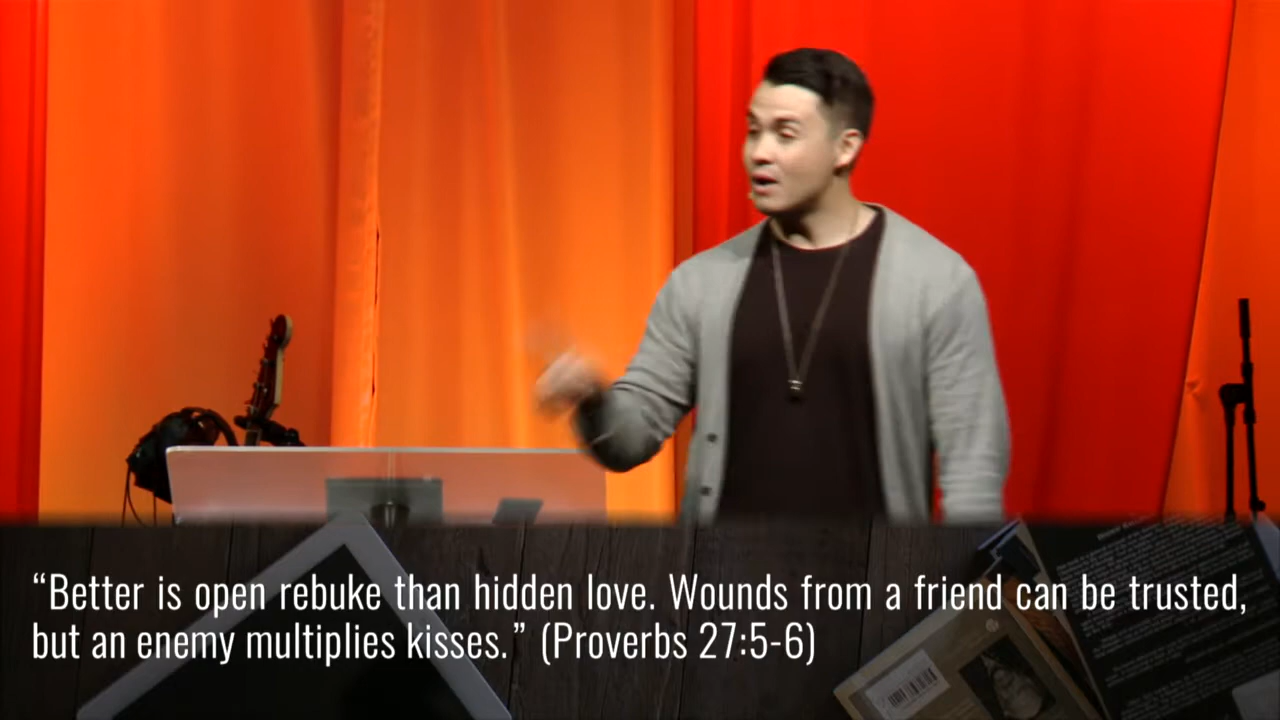 “Better is open rebuke than hidden love. Wounds from a friend can be trusted,
but an enemy multiplies kisses.” (Proverbs 27:5-6)